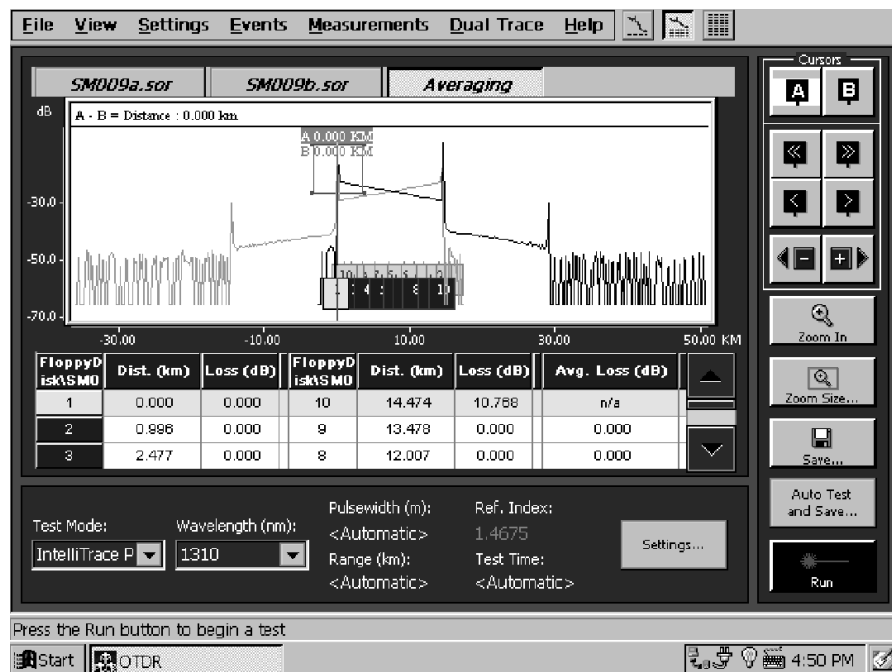 File View Settings Events Measurements Dual Trace Help
Cursors
SM009a.sor SM009b.sor Averaging
A B
dB
A - B = Distance : 0.000 km
A 0.000 KM
B 0.000 KM
-30.0
-50.0
-70.0
-30.00 -10.00 10.00 30.00 50.00 KM
Zoom In
FloppyD
isk\SM0 Dist. (km) Loss (dB) FloppyD
isk\SM0 Dist. (km) Loss (dB) Avg. Loss (dB)
1 0.000 0.000 10 14.474 10.768 n/a
2 0.996 0.000 9 13.478 0.000 0.000
3 2.477 0.000 8 12.007 0.000 0.000
Zoom Size...
Save...
Auto Test
and Save...
Run
Test Mode:
IntelliTrace P
Wavelength (nm):
1310
Pulsewidth (m):
<Automatic>
Range (km):
<Automatic>
Ref. Index:
1.4675
Test Time:
<Automatic>
Settings...
Press the Run button to begin a test
Start OTDR 4:50 PM